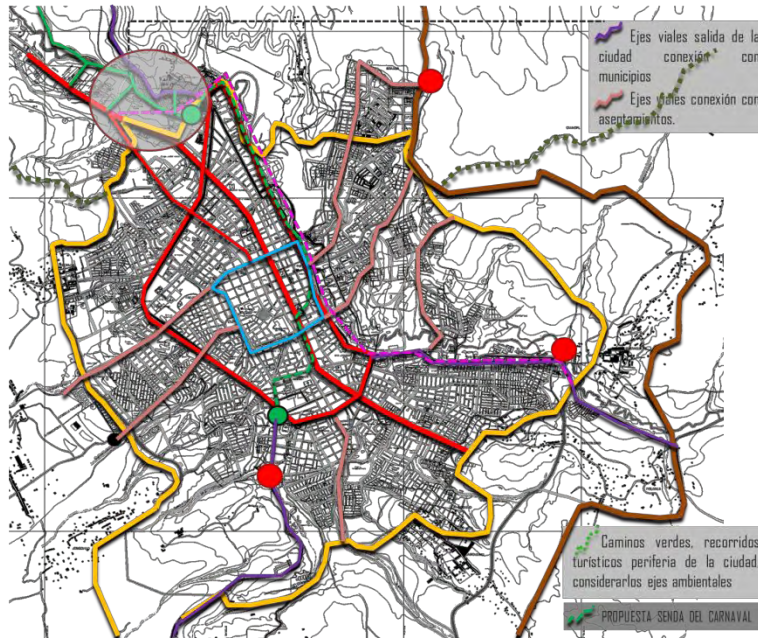 Ejes viales salida de la
ciudad conexión con
municipios
Ejes viales conexión con
asentamientos.
Caminos verdes, recorridos
turísticos periferia de la ciudad,
considerarlos ejes ambientales
PROPUESTA SENDA DEL CARNAVAL